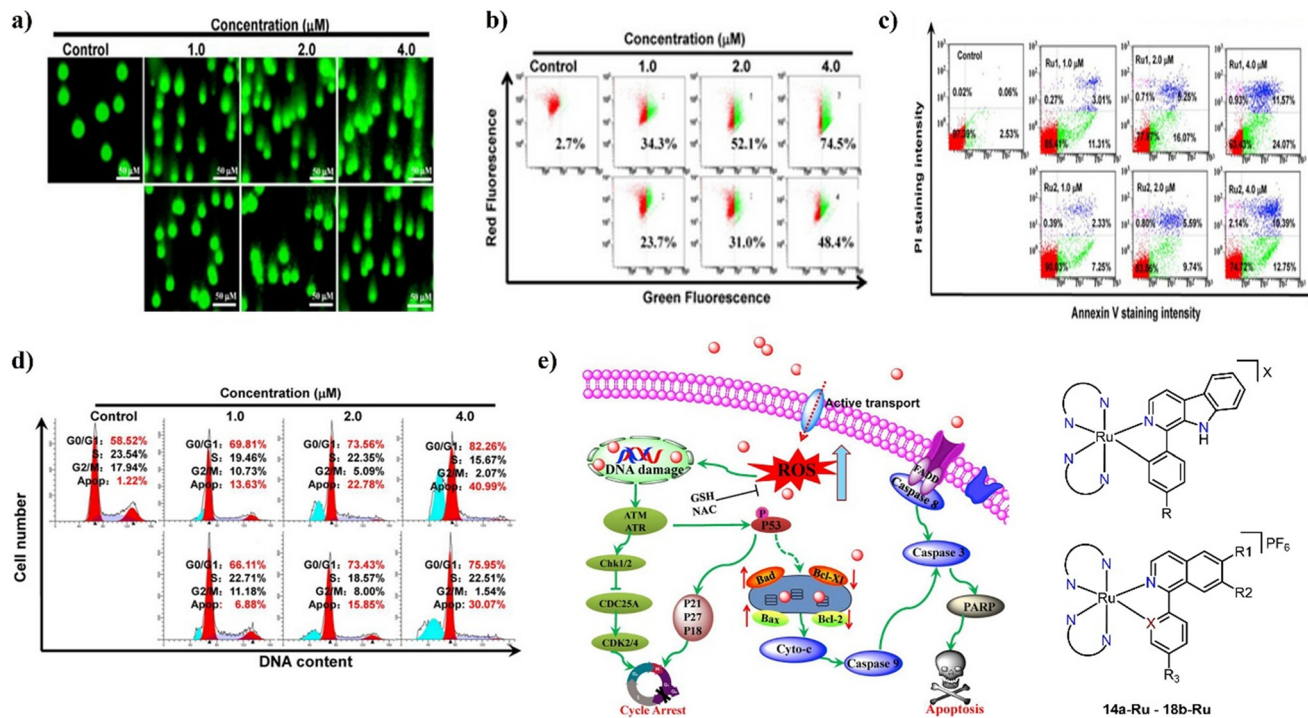 a)
Concentration (μM)
Control 1.0 2.0 4.0
50 μM 50 μM 50 μM 50 μM
50 μM 50 μM 50 μM
b)
Concentration (μM)
Control 1.0 2.0 4.0
2.7% 34.3% 52.1% 74.5%
23.7% 31.0% 48.4%
Red Fluorescence
Green Fluorescence
c)
Control
0.02% 0.06%
97.39% 2.53%
Ru1, 1.0 μM
0.27% 3.01%
85.41% 11.31%
Ru1, 2.0 μM
0.71%
16.07%
Ru1, 4.0 μM
0.93% 11.57%
63.43% 24.07%
Ru2, 1.0 μM
0.39% 2.33%
7.25%
Ru2, 2.0 μM
0.80% 5.59%
9.74%
Ru2, 4.0 μM
2.14% 10.39%
74.72% 12.75%
PI staining intensity
Annexin V staining intensity
d)
Concentration (μM)
Control 1.0 2.0 4.0
G0/G1: 58.52%
S: 23.54%
G2/M: 17.94%
Apop: 1.22%
G0/G1: 69.81%
S: 19.46%
G2/M: 10.73%
Apop: 13.63%
G0/G1: 73.56%
S: 22.35%
G2/M: 5.09%
Apop: 22.78%
G0/G1: 82.26%
S: 15.67%
G2/M: 2.07%
Apop: 40.99%
G0/G1: 66.11%
S: 22.71%
G2/M: 11.18%
Apop: 6.88%
G0/G1: 73.43%
S: 18.57%
G2/M: 8.00%
Apop: 15.85%
G0/G1: 75.95%
S: 22.51%
G2/M: 1.54%
Apop: 30.07%
Cell number
DNA content
e)
Active transport
DNA damage
ROS
GSH
NAC
FADD
Caspase 8
ATM
ATR
P
P53
Chk1/2
CDC25A
CDK2/4
P21
P27
P18
Bad Bcl-Xl
Bax Bcl-2
Cyto-c
Caspase 9
Caspase 3
PARP
Cycle Arrest
Apoptosis
X
N N N
Ru
N NH
R
PF6
N N N
Ru
N X
R1
R2
R3
14a-Ru - 18b-Ru